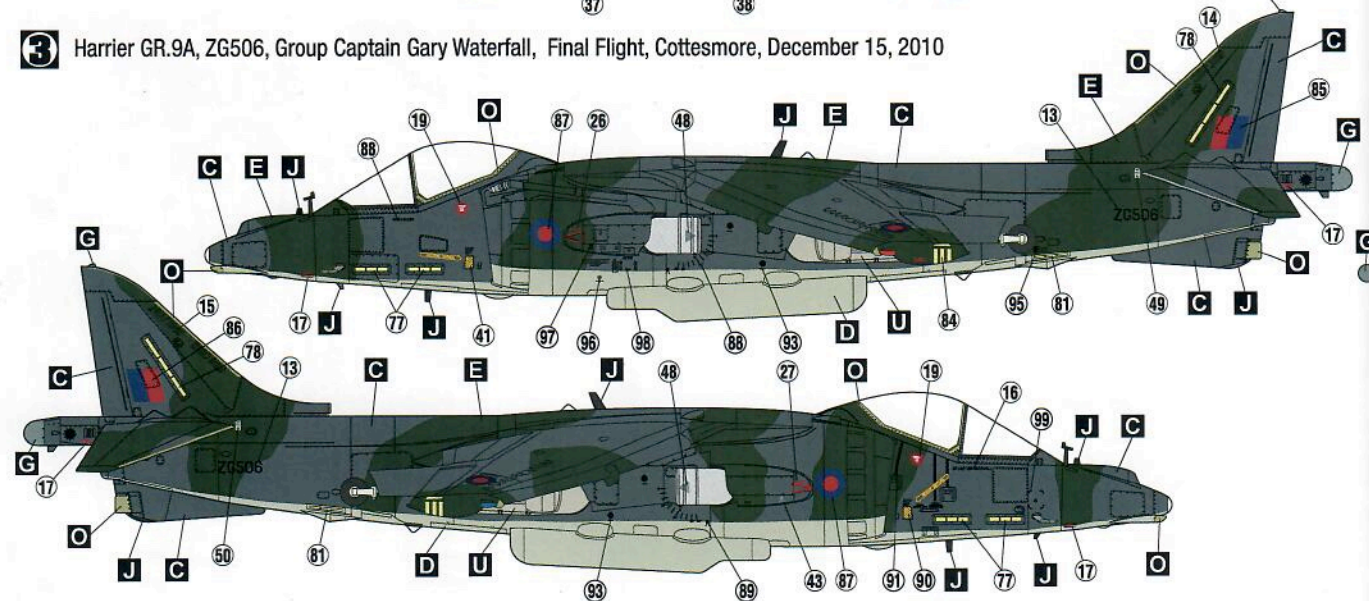 37 38
3 Harrier GR.9A, ZG506, Group Captain Gary Waterfall, Final Flight, Cottesmore, December 15, 2010
14
78 C
O
E 85
J E C 13
19 O 87 26 48 G
88
C E J
ZG506
17
G O
O
15 17 J 77 J 41 97 96 98 88 93 D U 84 95 81 49 C J
86
78
13 C E J 48 27 O 19 16 99 J C
C
G
17 ZG506
O
J C 50 81 D U 93 89 43 87 91 90 J 77 J 17 O